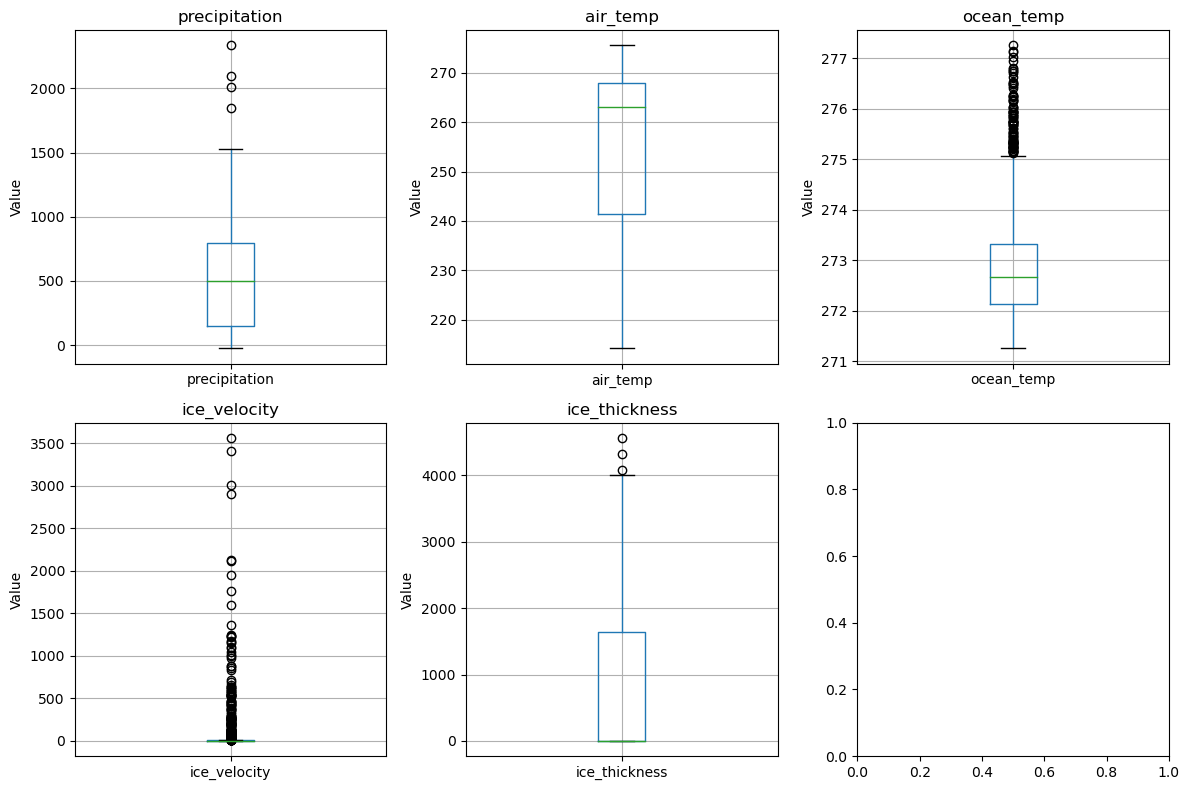 precipitation
2000
1500
1000
500
0
Value
precipitation
air_temp
270
260
250
240
230
220
Value
air_temp
ocean_temp
277
276
275
274
273
272
271
Value
ocean_temp
ice_velocity
3500
3000
2500
2000
1500
1000
500
0
Value
ice_velocity
ice_thickness
4000
3000
2000
1000
0
Value
ice_thickness
1.0
0.8
0.6
0.4
0.2
0.0
0.0 0.2 0.4 0.6 0.8 1.0